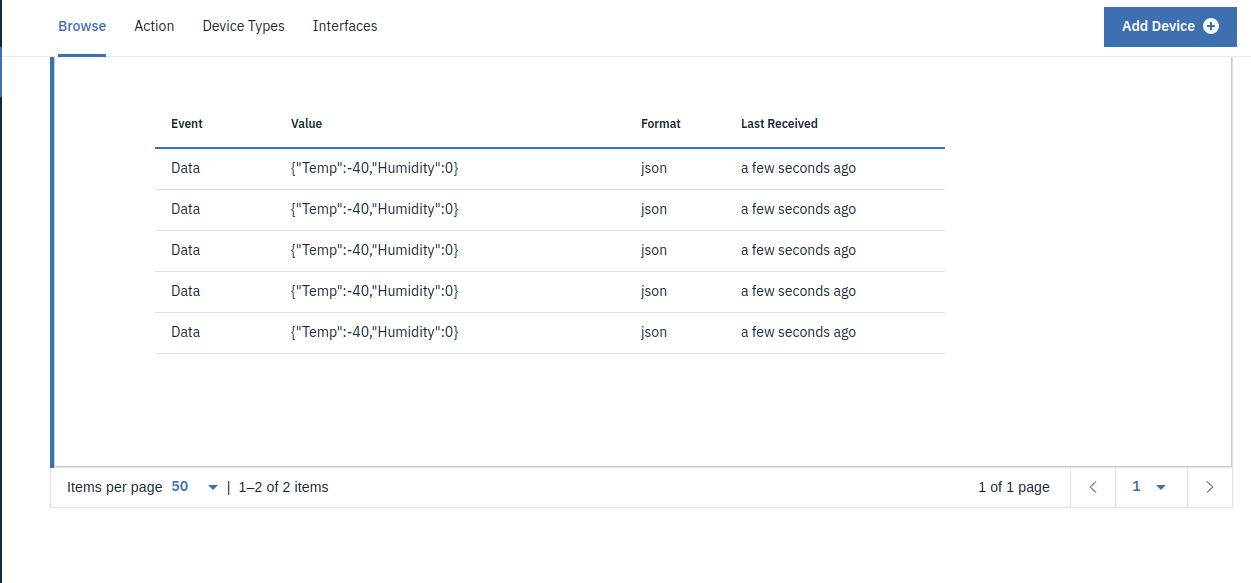 Browse Action Device Types Interfaces Add Device
Event Value Format Last Received
Data {"Temp":-40,"Humidity":0} json a few seconds ago
Data {"Temp":-40,"Humidity":0} json a few seconds ago
Data {"Temp":-40,"Humidity":0} json a few seconds ago
Data {"Temp":-40,"Humidity":0} json a few seconds ago
Data {"Temp":-40,"Humidity":0} json a few seconds ago
Items per page 50 | 1–2 of 2 items 1 of 1 page 1